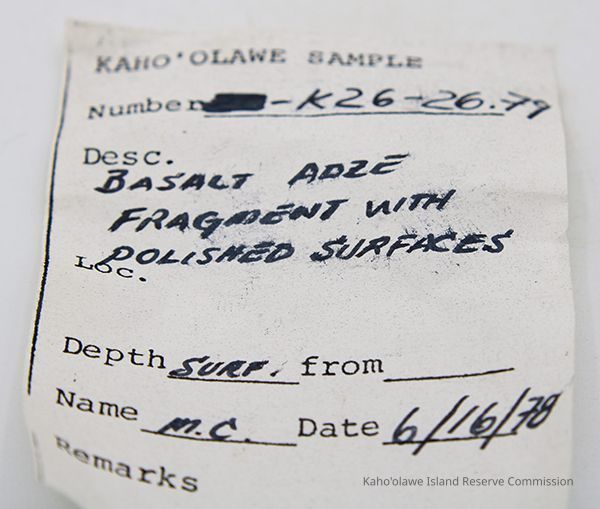 KAHO'OLAWE SAMPLE
Number -K26-26.79
Desc.
BASALT ADZE
FRAGMENT WITH
POLISHED SURFACES
Loc.
Depth SURF. from
Name M.C. Date 6/16/78
Remarks
Kaho'olawe Island Reserve Commission